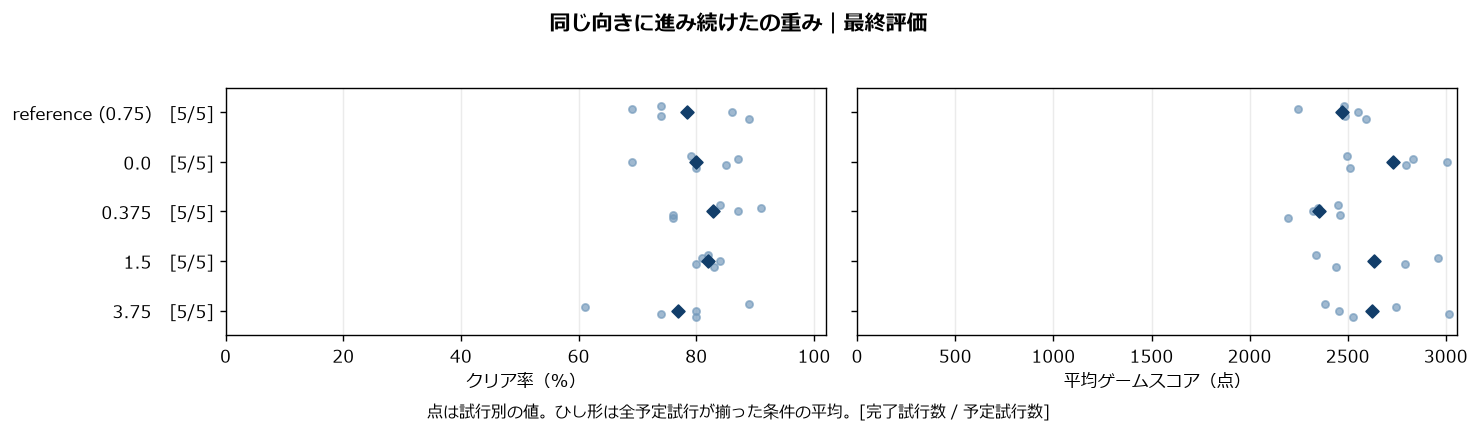 同じ向きに進み続けたの重み｜最終評価
reference (0.75) [5/5]
0.0 [5/5]
0.375 [5/5]
1.5 [5/5]
3.75 [5/5]
0 20 40 60 80 100
クリア率（%）
0 500 1000 1500 2000 2500 3000
平均ゲームスコア（点）
点は試行別の値。ひし形は全予定試行が揃った条件の平均。[完了試行数 / 予定試行数]